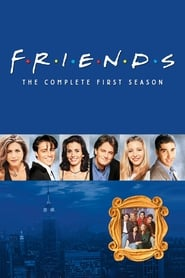 F·R·I·E·N·D·S
THE COMPLETE FIRST SEASON